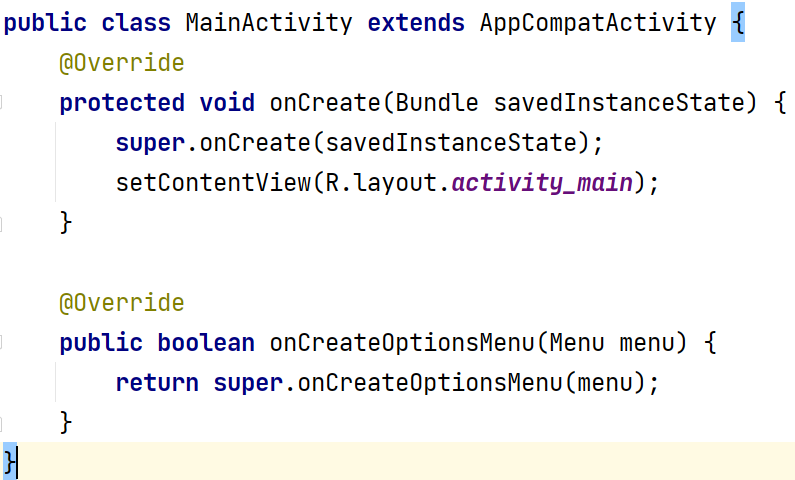 public class MainActivity extends AppCompatActivity {
    @Override
    protected void onCreate(Bundle savedInstanceState) {
        super.onCreate(savedInstanceState);
        setContentView(R.layout.activity_main);
    }

    @Override
    public boolean onCreateOptionsMenu(Menu menu) {
        return super.onCreateOptionsMenu(menu);
    }
}